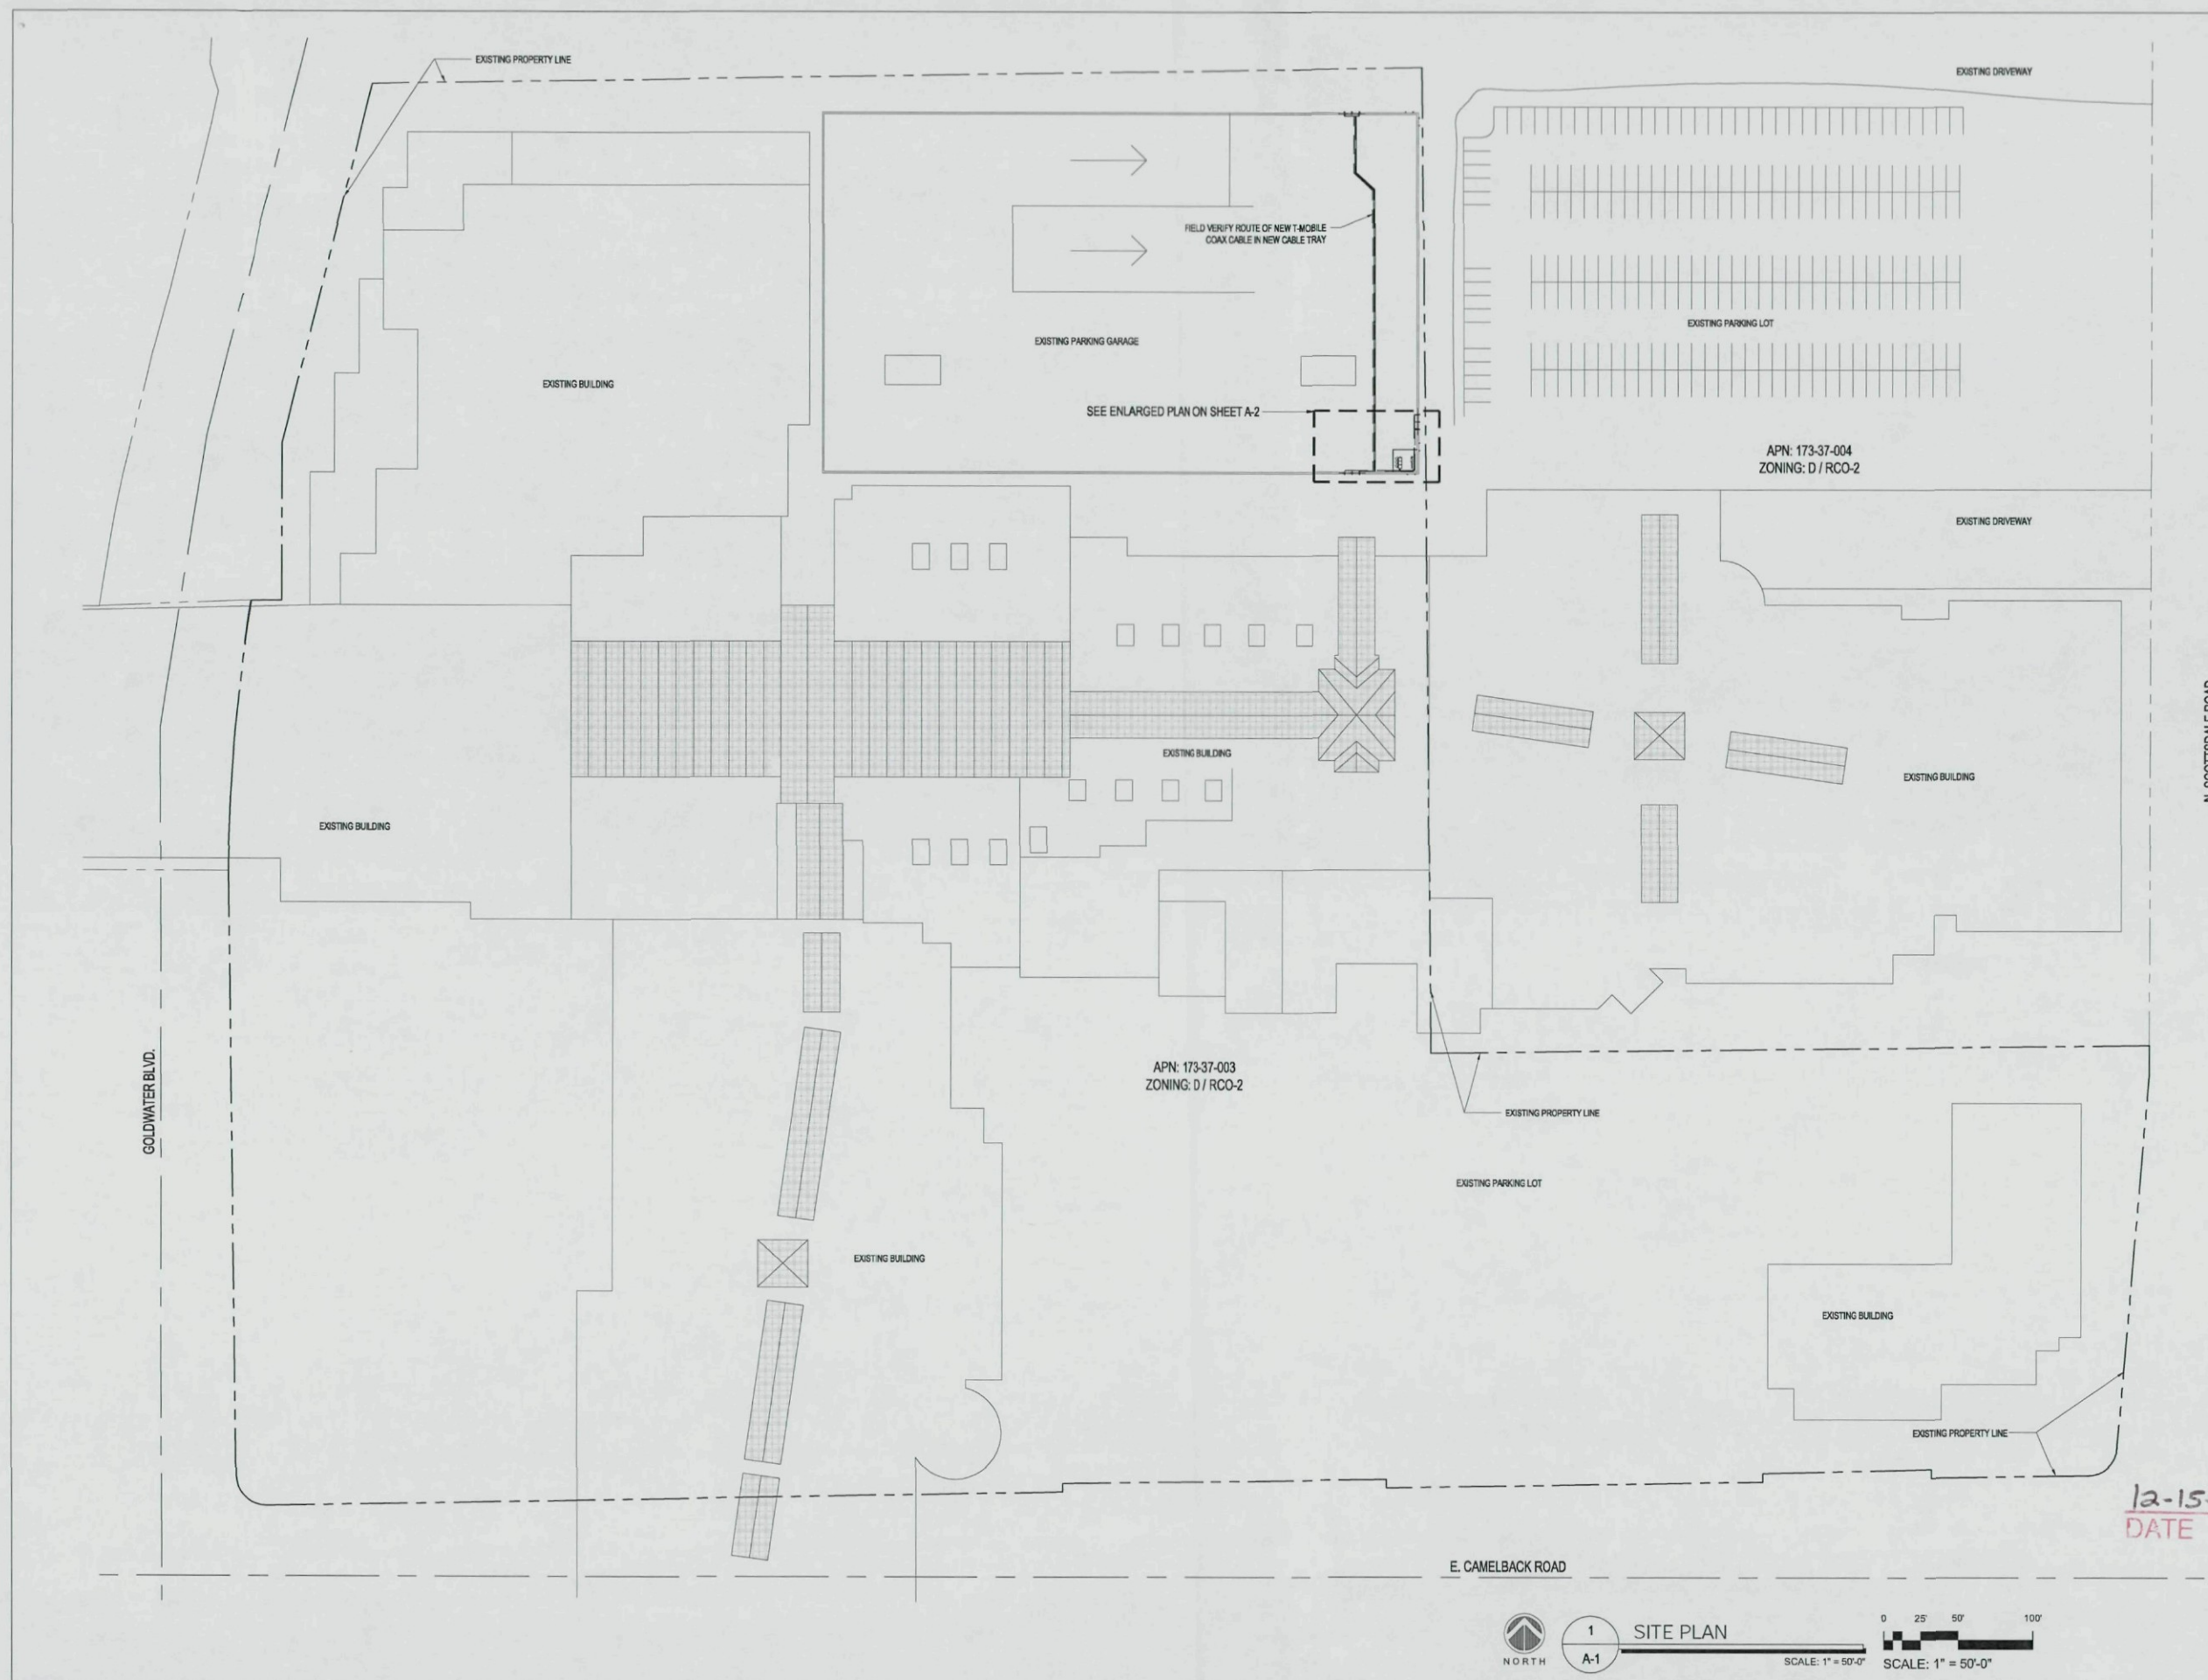 EXISTING PROPERTY LINE
EXISTING DRIVEWAY
FIELD VERIFY ROUTE OF NEW T-MOBILE
COAX CABLE IN NEW CABLE TRAY
EXISTING PARKING LOT
EXISTING PARKING GARAGE
EXISTING BUILDING
SEE ENLARGED PLAN ON SHEET A-2
APN: 173-37-004
ZONING: D / RCO-2
EXISTING DRIVEWAY
EXISTING BUILDING
EXISTING BUILDING
EXISTING BUILDING
GOLDWATER BLVD.
APN: 173-37-003
ZONING: D / RCO-2
EXISTING PROPERTY LINE
EXISTING PARKING LOT
EXISTING BUILDING
EXISTING BUILDING
EXISTING PROPERTY LINE
12-15-
DATE
E. CAMELBACK ROAD
NORTH
1
A-1
SITE PLAN
SCALE: 1" = 50'-0"
0 25' 50' 100'
SCALE: 1" = 50'-0"